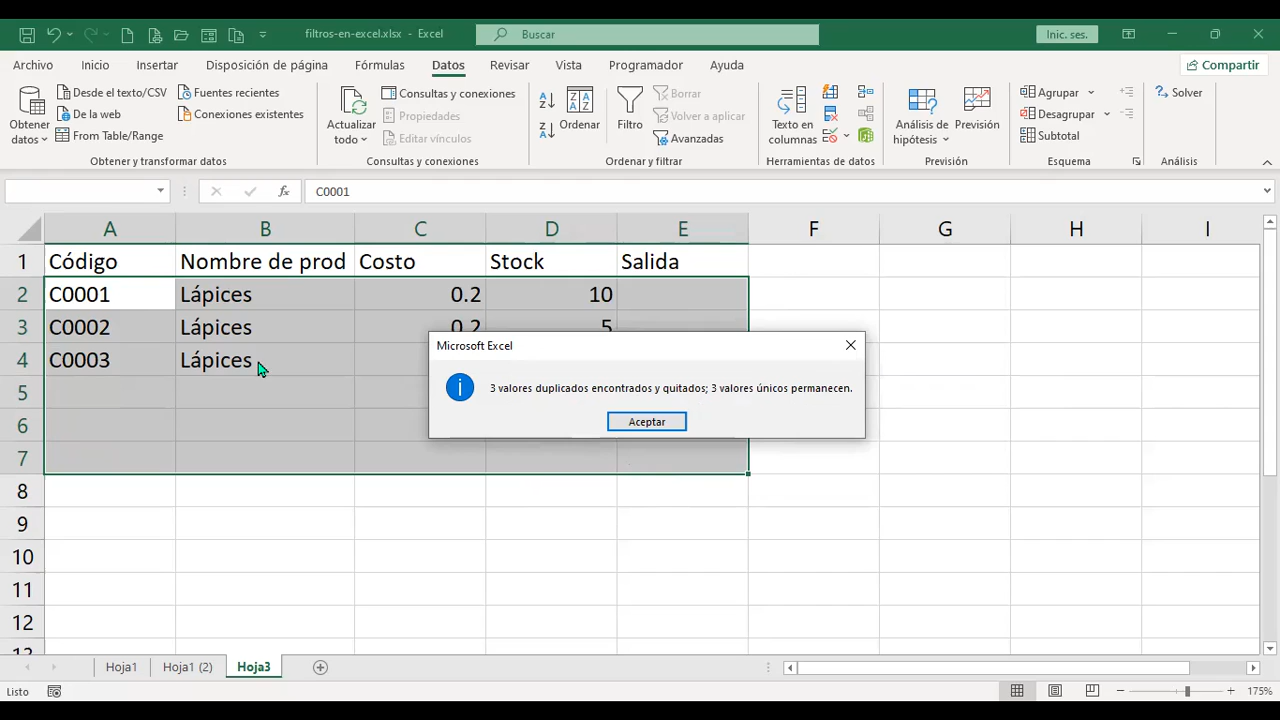 filtros-en-excel.xlsx - Excel
Buscar
Inic. ses.
Archivo Inicio Insertar Disposición de página Fórmulas Datos Revisar Vista Programador Ayuda
Compartir
Obtener datos
Desde el texto/CSV
De la web
From Table/Range
Fuentes recientes
Conexiones existentes
Obtener y transformar datos
Actualizar todo
Consultas y conexiones
Propiedades
Editar vínculos
Consultas y conexiones
Ordenar
Filtro
Borrar
Volver a aplicar
Avanzadas
Ordenar y filtrar
Texto en columnas
Herramientas de datos
Análisis de hipótesis
Previsión
Previsión
Agrupar
Desagrupar
Subtotal
Esquema
Solver
Análisis
C0001
A B C D E F G H I
1 Código Nombre de prod Costo Stock Salida
2 C0001 Lápices 0.2 10
3 C0002 Lápices 0.2 5
4 C0003 Lápices
5
6
7
8
9
10
11
12
13
Microsoft Excel
3 valores duplicados encontrados y quitados; 3 valores únicos permanecen.
Aceptar
Hoja1 Hoja1 (2) Hoja3
Listo
175%